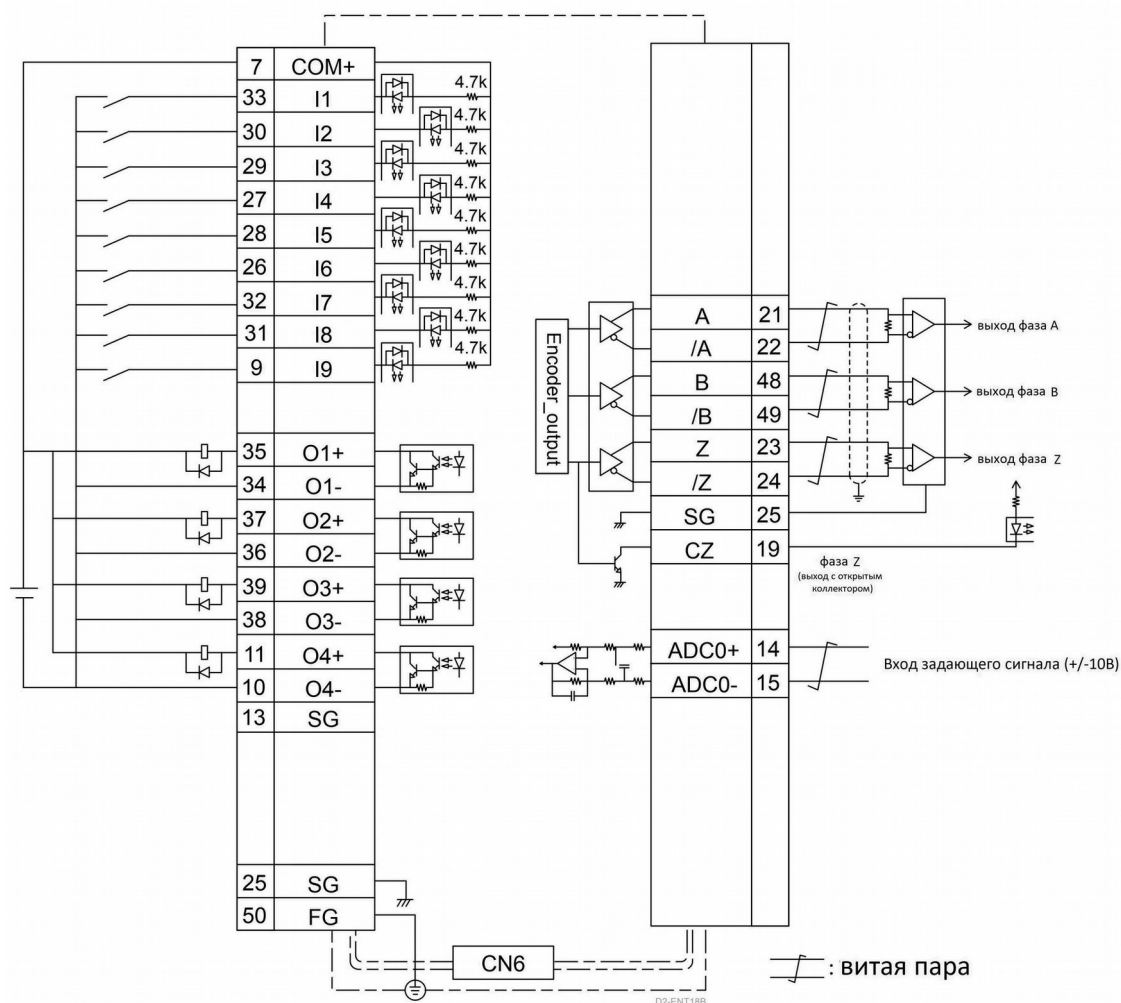 7 COM+
4.7k
33 I1
4.7k
30 I2
4.7k
29 I3
4.7k
27 I4
4.7k
28 I5
4.7k
26 I6
4.7k
32 I7
4.7k
31 I8
4.7k
9 I9
35 O1+
34 O1-
37 O2+
36 O2-
39 O3+
38 O3-
11 O4+
10 O4-
13 SG
25 SG
50 FG
CN6
Encoder_output
A 21
/A 22
B 48
/B 49
Z 23
/Z 24
SG 25
CZ 19
выход фаза A
выход фаза B
выход фаза Z
фаза Z
(выход с открытым
коллектором)
ADC0+ 14
ADC0- 15
Вход задающего сигнала (+/-10В)
: витая пара
D2-ENT18B